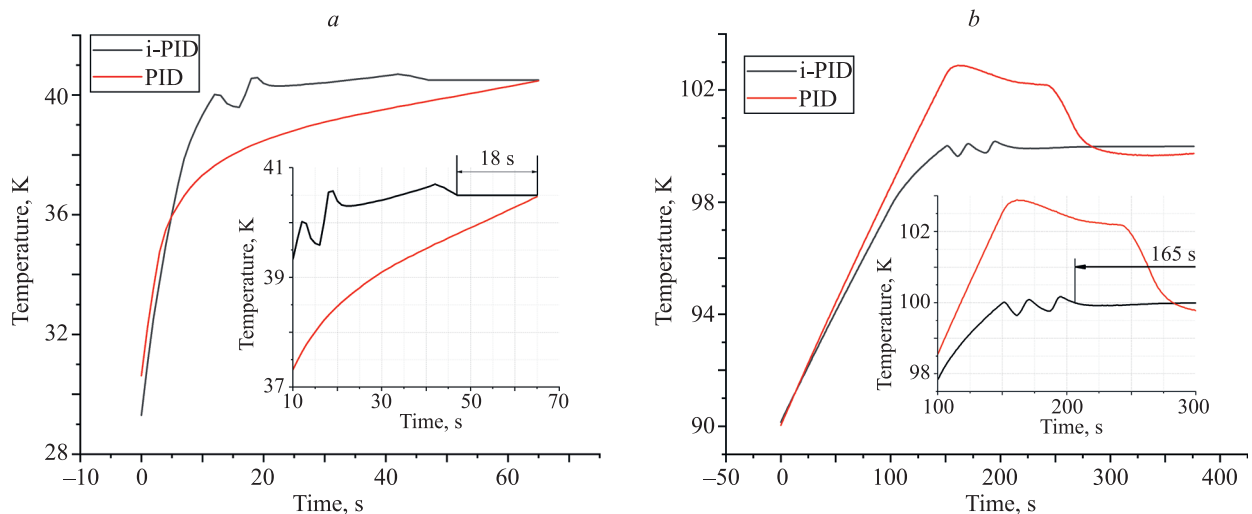 a
i-PID
PID
Temperature, K
40
36
32
28
–10
0
20
40
60
Time, s
18 s
Temperature, K
41
39
37
10
30
50
70
Time, s
b
i-PID
PID
Temperature, K
102
98
94
90
–50
0
100
200
300
400
Time, s
165 s
Temperature, K
102
100
98
100
200
300
Time, s